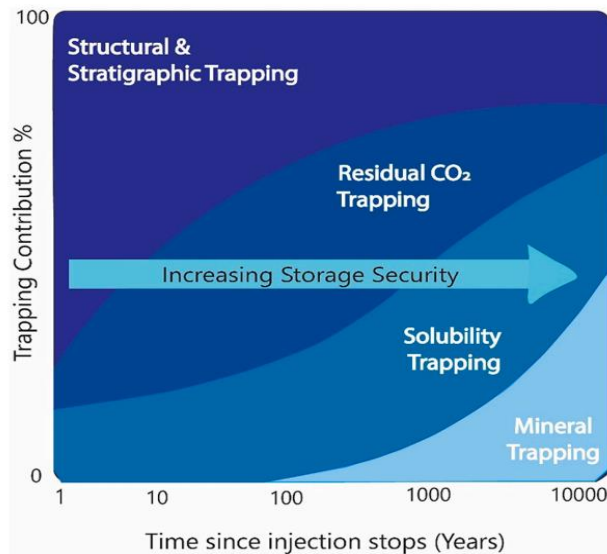 100
Structural &
Stratigraphic Trapping
Residual CO₂
Trapping
Increasing Storage Security
Solubility
Trapping
Mineral
Trapping
Trapping Contribution %
0
1 10 100 1000 10000
Time since injection stops (Years)